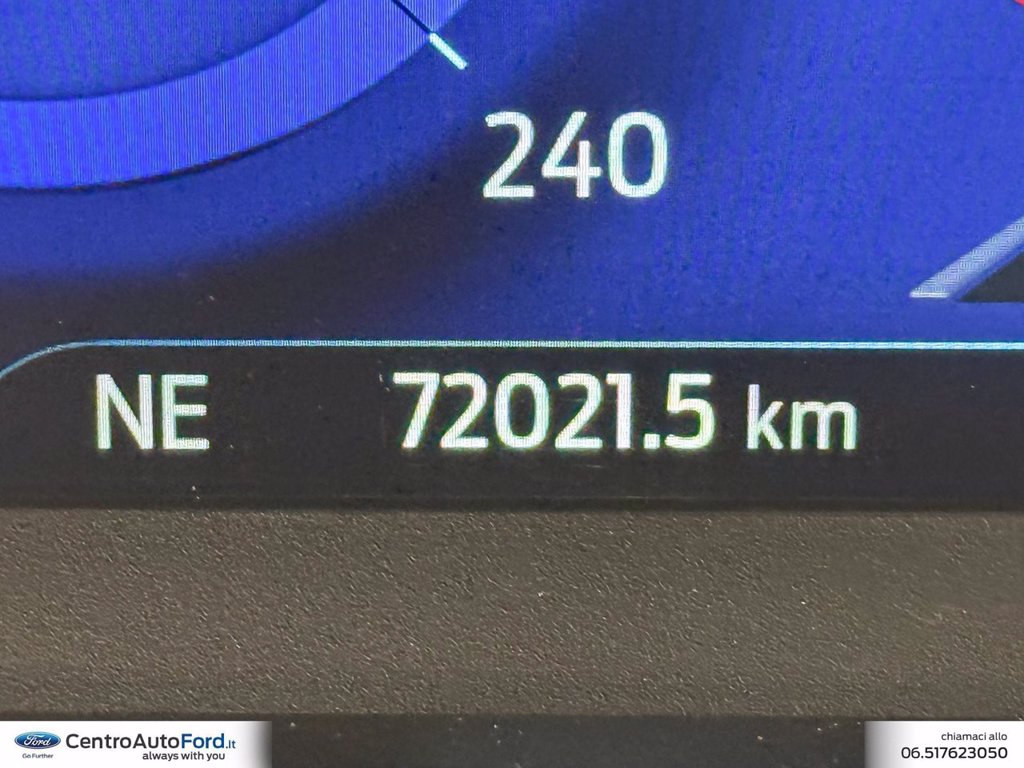 240
NE 72021.5 km
Ford
Go Further
CentroAutoFord.it
always with you
chiamaci allo
06.517623050